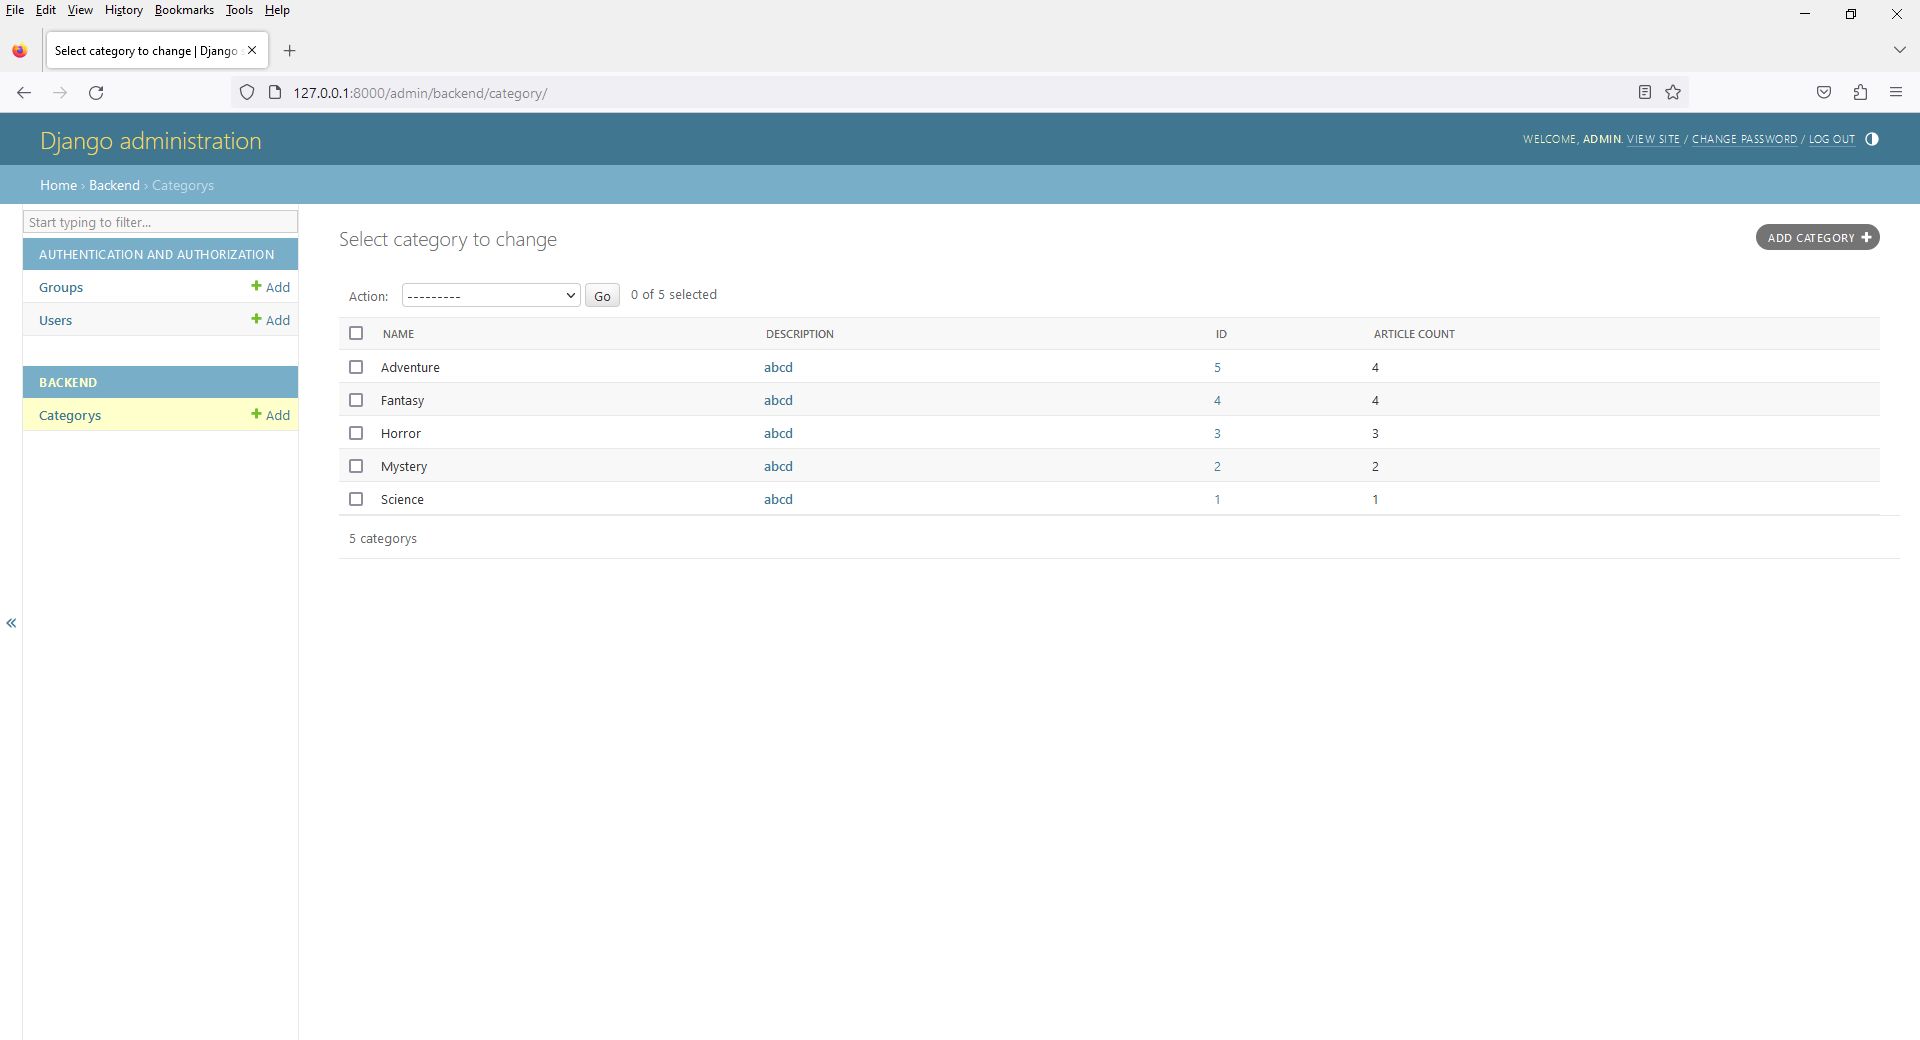 File Edit View History Bookmarks Tools Help
Select category to change | Django s
127.0.0.1:8000/admin/backend/category/
Django administration
WELCOME, ADMIN. VIEW SITE / CHANGE PASSWORD / LOG OUT
Home › Backend › Categorys
Start typing to filter...
AUTHENTICATION AND AUTHORIZATION
Groups Add
Users Add
BACKEND
Categorys Add
Select category to change
ADD CATEGORY
Action: --------- Go 0 of 5 selected
NAME DESCRIPTION ID ARTICLE COUNT
Adventure abcd 5 4
Fantasy abcd 4 4
Horror abcd 3 3
Mystery abcd 2 2
Science abcd 1 1
5 categorys
«